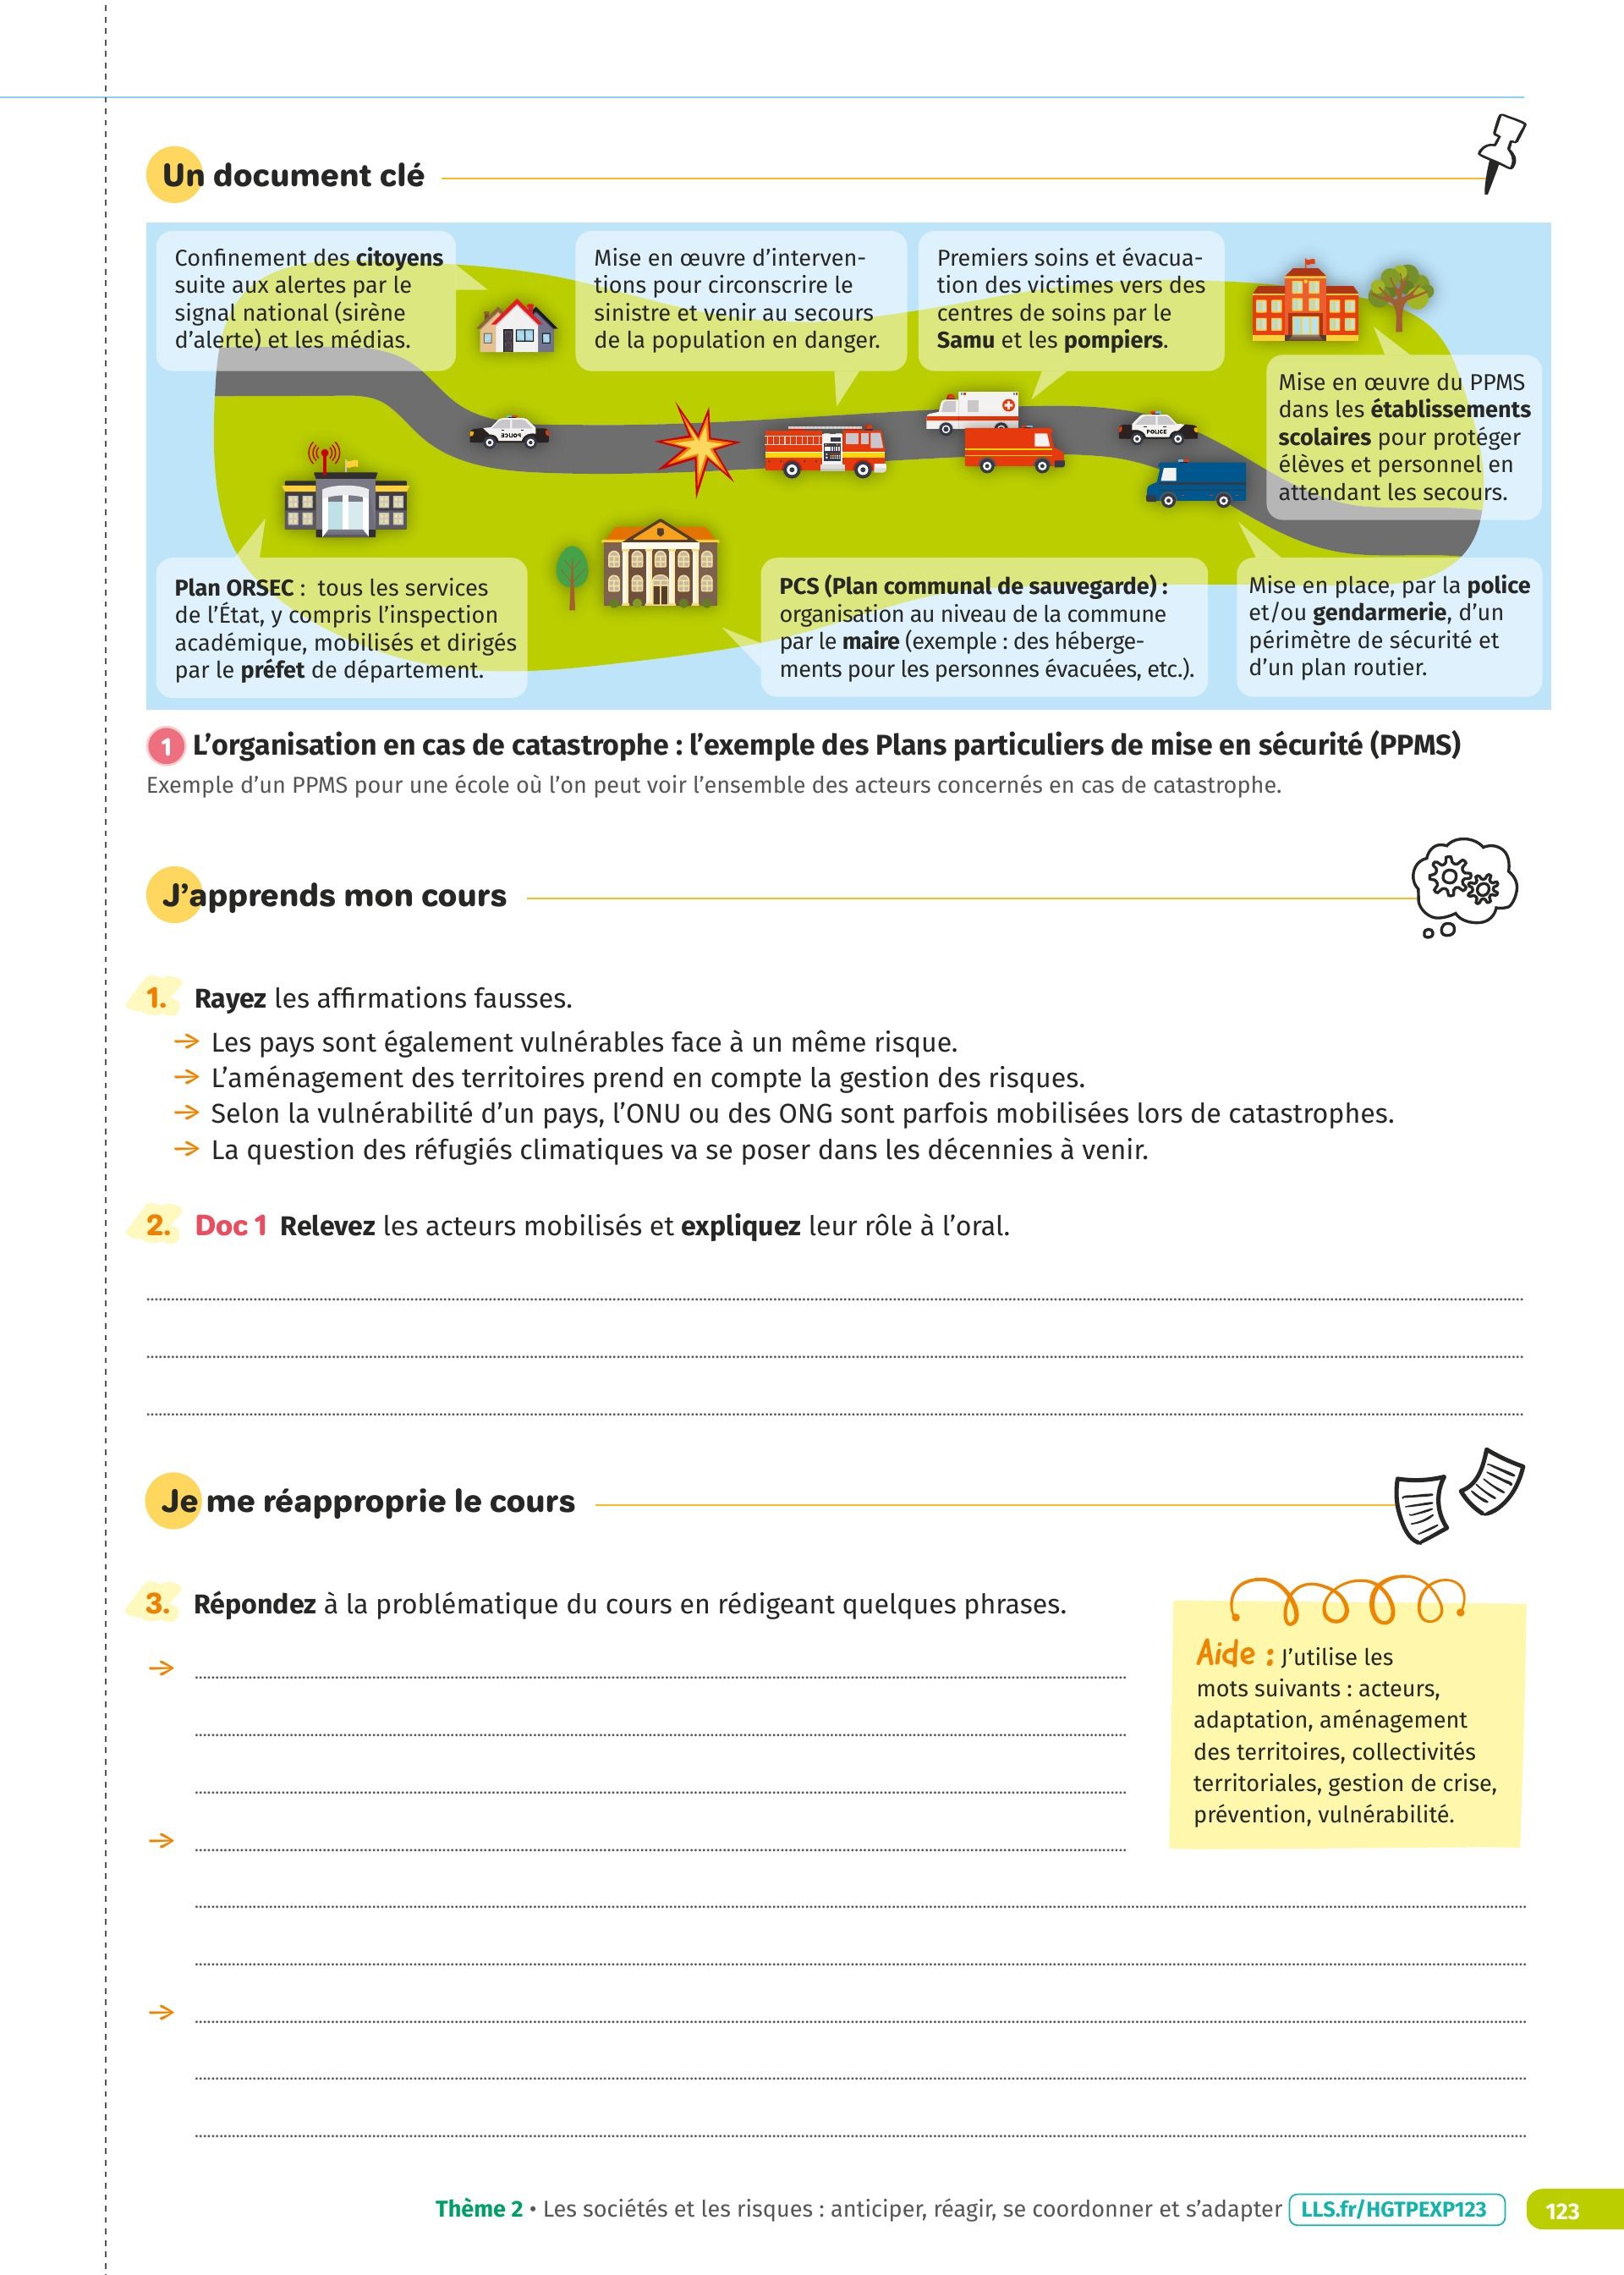 Un document clé
Confinement des citoyens
suite aux alertes par le
signal national (sirène
d’alerte) et les médias.
Mise en œuvre d’interven-
tions pour circonscrire le
sinistre et venir au secours
de la population en danger.
Premiers soins et évacua-
tion des victimes vers des
centres de soins par le
Samu et les pompiers.
Mise en œuvre du PPMS
dans les établissements
scolaires pour protéger
élèves et personnel en
attendant les secours.
POLICE
POLICE
Plan ORSEC : tous les services
de l’État, y compris l’inspection
académique, mobilisés et dirigés
par le préfet de département.
PCS (Plan communal de sauvegarde) :
organisation au niveau de la commune
par le maire (exemple : des héberge-
ments pour les personnes évacuées, etc.).
Mise en place, par la police
et/ou gendarmerie, d’un
périmètre de sécurité et
d’un plan routier.
1 L’organisation en cas de catastrophe : l’exemple des Plans particuliers de mise en sécurité (PPMS)
Exemple d’un PPMS pour une école où l’on peut voir l’ensemble des acteurs concernés en cas de catastrophe.
J’apprends mon cours
1. Rayez les affirmations fausses.
→ Les pays sont également vulnérables face à un même risque.
→ L’aménagement des territoires prend en compte la gestion des risques.
→ Selon la vulnérabilité d’un pays, l’ONU ou des ONG sont parfois mobilisées lors de catastrophes.
→ La question des réfugiés climatiques va se poser dans les décennies à venir.
2. Doc 1 Relevez les acteurs mobilisés et expliquez leur rôle à l’oral.
Je me réapproprie le cours
3. Répondez à la problématique du cours en rédigeant quelques phrases.
→
→
→
Aide : J’utilise les
mots suivants : acteurs,
adaptation, aménagement
des territoires, collectivités
territoriales, gestion de crise,
prévention, vulnérabilité.
Thème 2 • Les sociétés et les risques : anticiper, réagir, se coordonner et s’adapter LLS.fr/HGTPEXP123 123